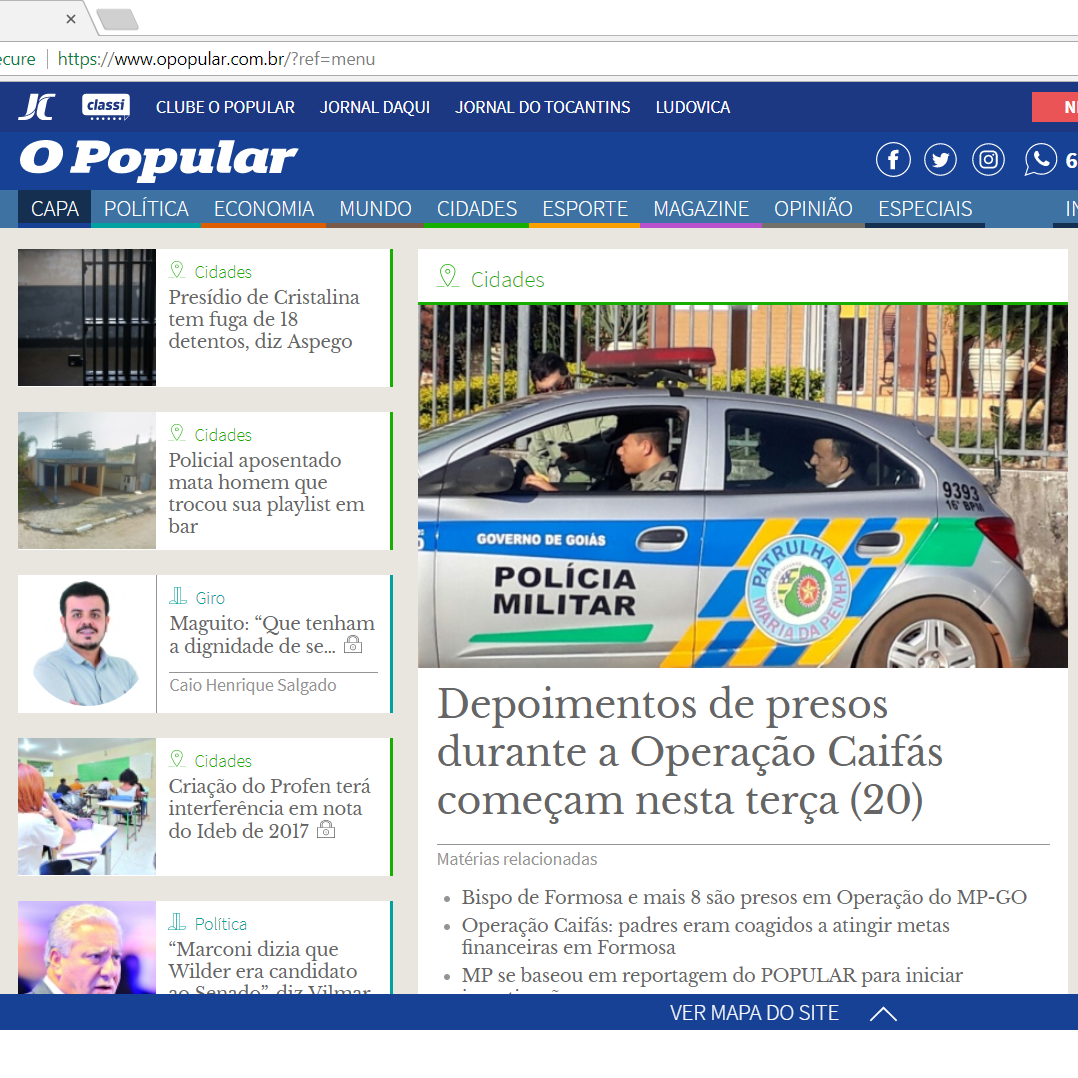 ecure
https://www.opopular.com.br/?ref=menu
JC
classi
CLUBE O POPULAR
JORNAL DAQUI
JORNAL DO TOCANTINS
LUDOVICA
O Popular
6
CAPA
POLÍTICA
ECONOMIA
MUNDO
CIDADES
ESPORTE
MAGAZINE
OPINIÃO
ESPECIAIS
Cidades
Presídio de Cristalina
tem fuga de 18
detentos, diz Aspego
Cidades
Policial aposentado
mata homem que
trocou sua playlist em
bar
Giro
Maguito: “Que tenham
a dignidade de se...
Caio Henrique Salgado
Cidades
Criação do Profen terá
interferência em nota
do Ideb de 2017
Política
“Marconi dizia que
Wilder era candidato
ao Senado”, diz Vilmar
Cidades
9393
16º BPM
GOVERNO DE GOIÁS
POLÍCIA
MILITAR
PATRULHA
MARIA DA PENHA
Depoimentos de presos
durante a Operação Caifás
começam nesta terça (20)
Matérias relacionadas
Bispo de Formosa e mais 8 são presos em Operação do MP-GO
Operação Caifás: padres eram coagidos a atingir metas
financeiras em Formosa
MP se baseou em reportagem do POPULAR para iniciar
VER MAPA DO SITE